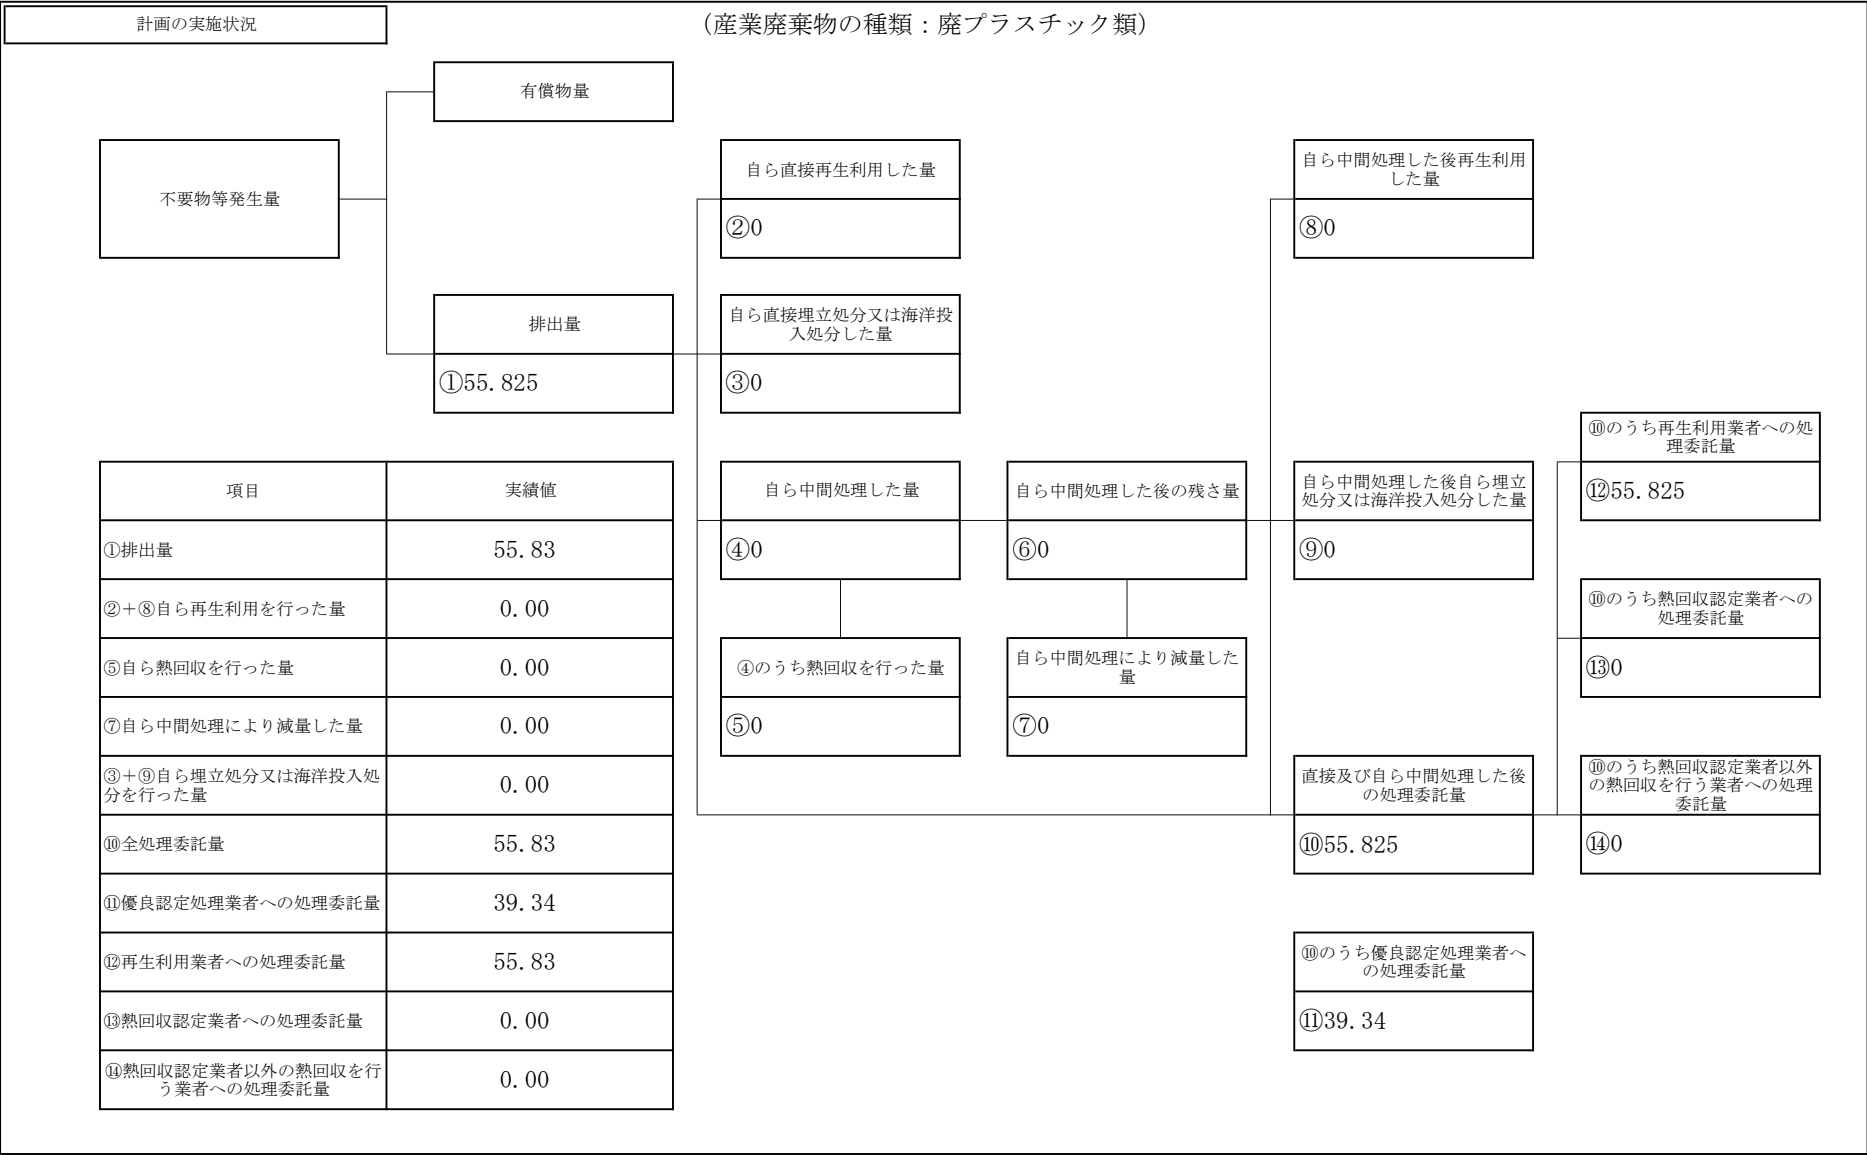 計画の実施状況
（産業廃棄物の種類：廃プラスチック類）
有償物量
不要物等発生量
自ら直接再生利用した量
②0
自ら中間処理した後再生利用
した量
⑧0
排出量
①55.825
自ら直接埋立処分又は海洋投
入処分した量
③0
⑩のうち再生利用業者への処
理委託量
⑫55.825
自ら中間処理した量
④0
自ら中間処理した後の残さ量
⑥0
自ら中間処理した後自ら埋立
処分又は海洋投入処分した量
⑨0
⑩のうち熱回収認定業者への
処理委託量
⑬0
④のうち熱回収を行った量
⑤0
自ら中間処理により減量した
量
⑦0
直接及び自ら中間処理した後
の処理委託量
⑩55.825
⑩のうち熱回収認定業者以外
の熱回収を行う業者への処理
委託量
⑭0
⑩のうち優良認定処理業者へ
の処理委託量
⑪39.34
項目 実績値
①排出量 55.83
②＋⑧自ら再生利用を行った量 0.00
⑤自ら熱回収を行った量 0.00
⑦自ら中間処理により減量した量 0.00
③＋⑨自ら埋立処分又は海洋投入処
分を行った量 0.00
⑩全処理委託量 55.83
⑪優良認定処理業者への処理委託量 39.34
⑫再生利用業者への処理委託量 55.83
⑬熱回収認定業者への処理委託量 0.00
⑭熱回収認定業者以外の熱回収を行
う業者への処理委託量 0.00